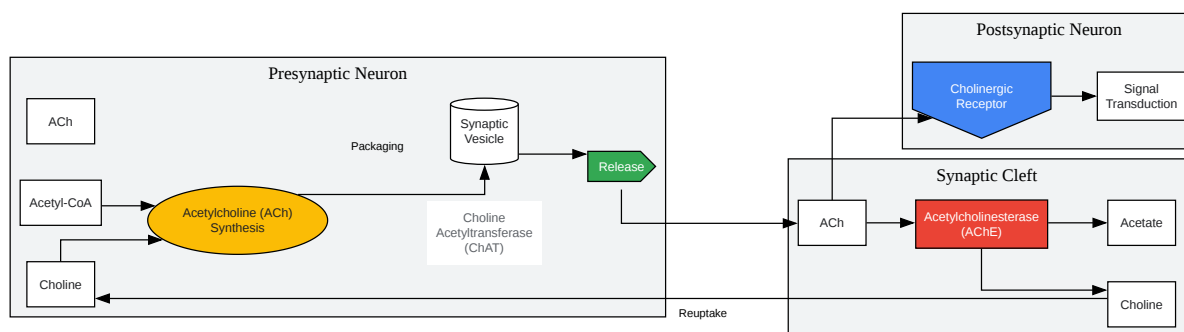 Postsynaptic Neuron
Cholinergic
Receptor
Signal
Transduction
Presynaptic Neuron
ACh
Synaptic
Vesicle
Packaging
Release
Acetyl-CoA
Acetylcholine (ACh)
Synthesis
Choline
Acetyltransferase
(ChAT)
Choline
Synaptic Cleft
ACh
Acetylcholinesterase
(AChE)
Acetate
Choline
Reuptake